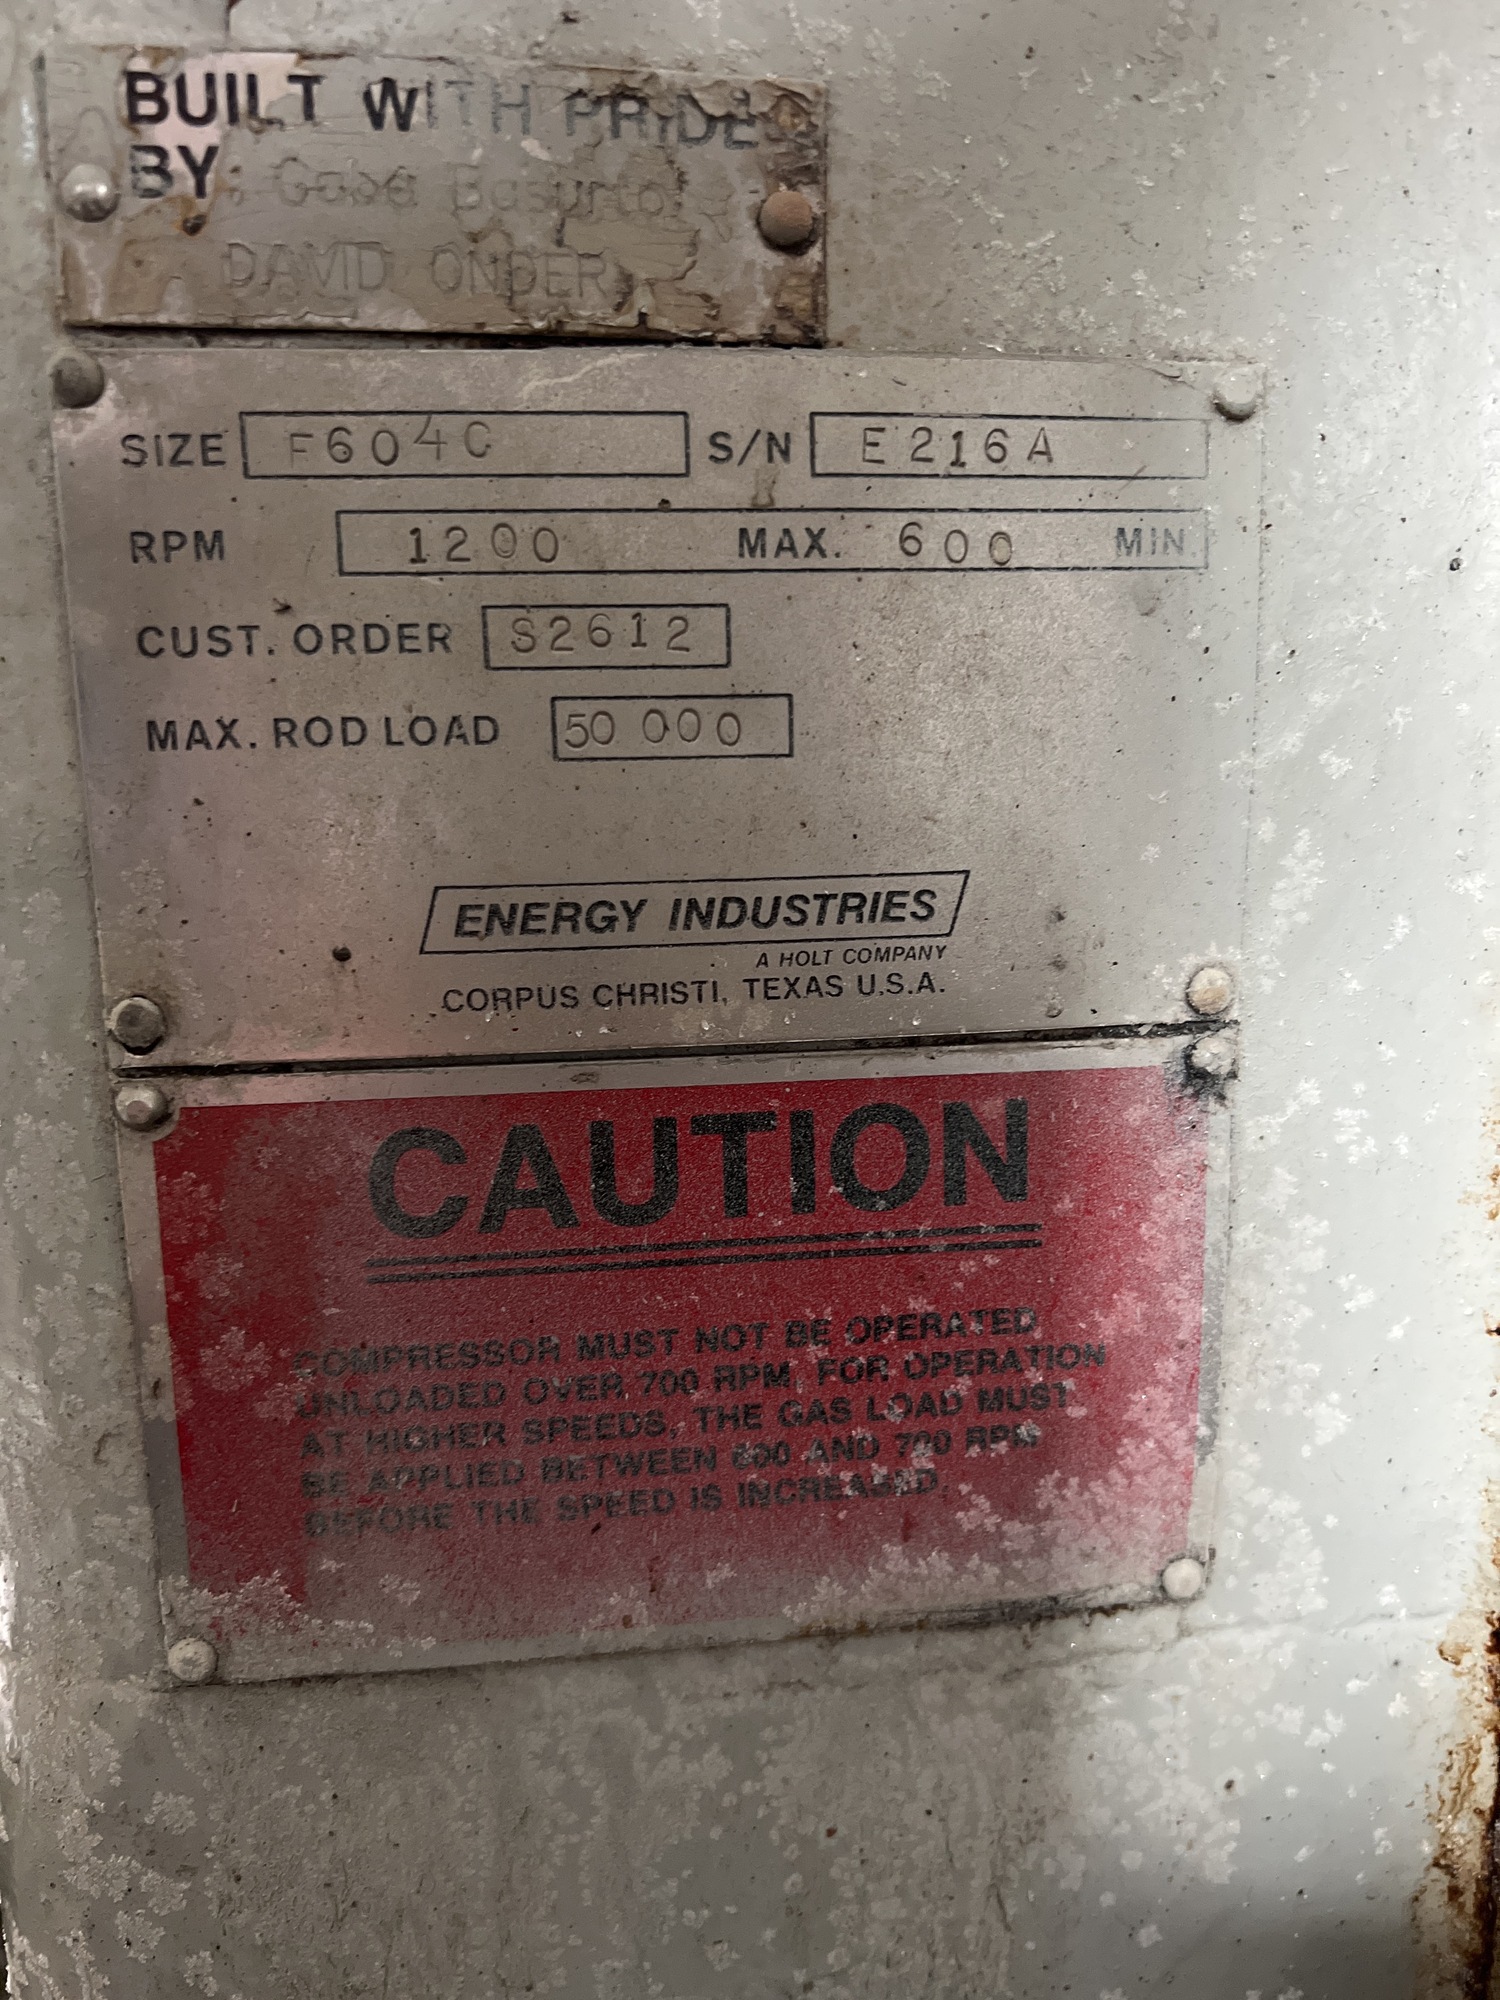 BUILT WITH PRIDE
BY: Gabe Basurto
DAVID ONDER
SIZE F604C S/N E216A
RPM 1200 MAX. 600 MIN.
CUST. ORDER S2612
MAX. ROD LOAD 50 000
ENERGY INDUSTRIES
A HOLT COMPANY
CORPUS CHRISTI, TEXAS U.S.A.
CAUTION
COMPRESSOR MUST NOT BE OPERATED
UNLOADED OVER 700 RPM. FOR OPERATION
AT HIGHER SPEEDS, THE GAS LOAD MUST
BE APPLIED BETWEEN 600 AND 700 RPM
BEFORE THE SPEED IS INCREASED.